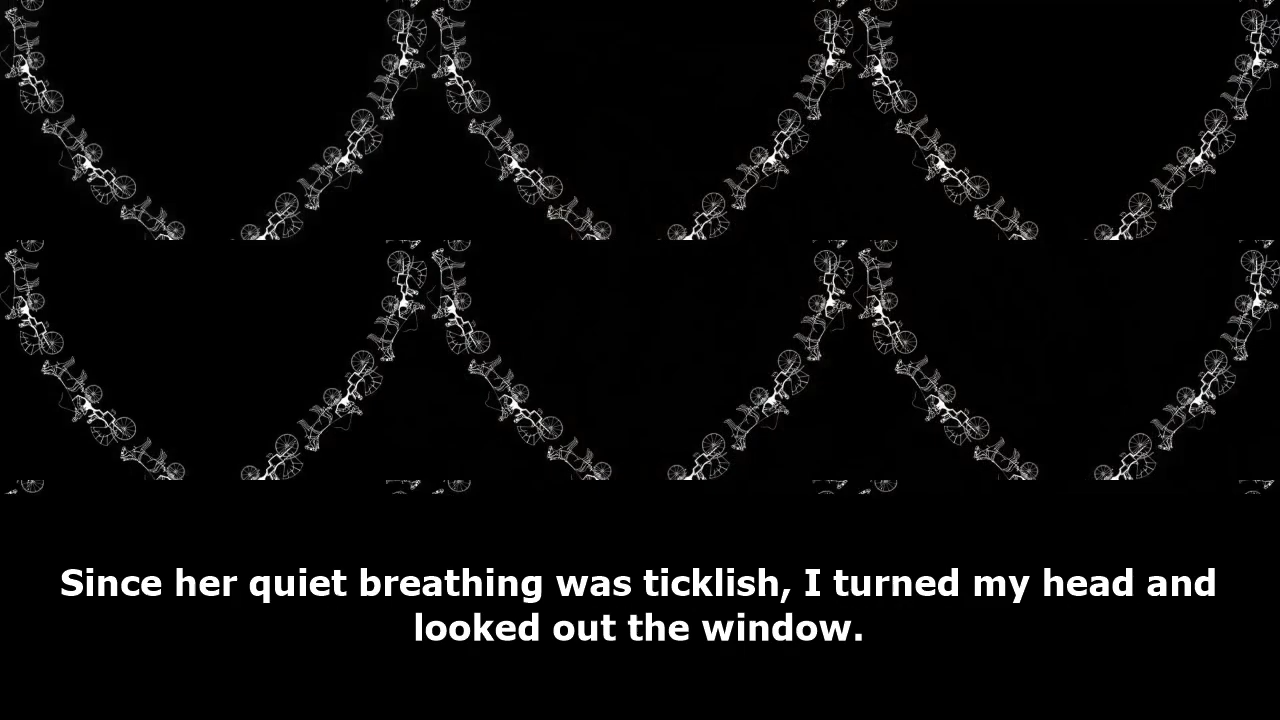 Since her quiet breathing was ticklish, I turned my head and
looked out the window.